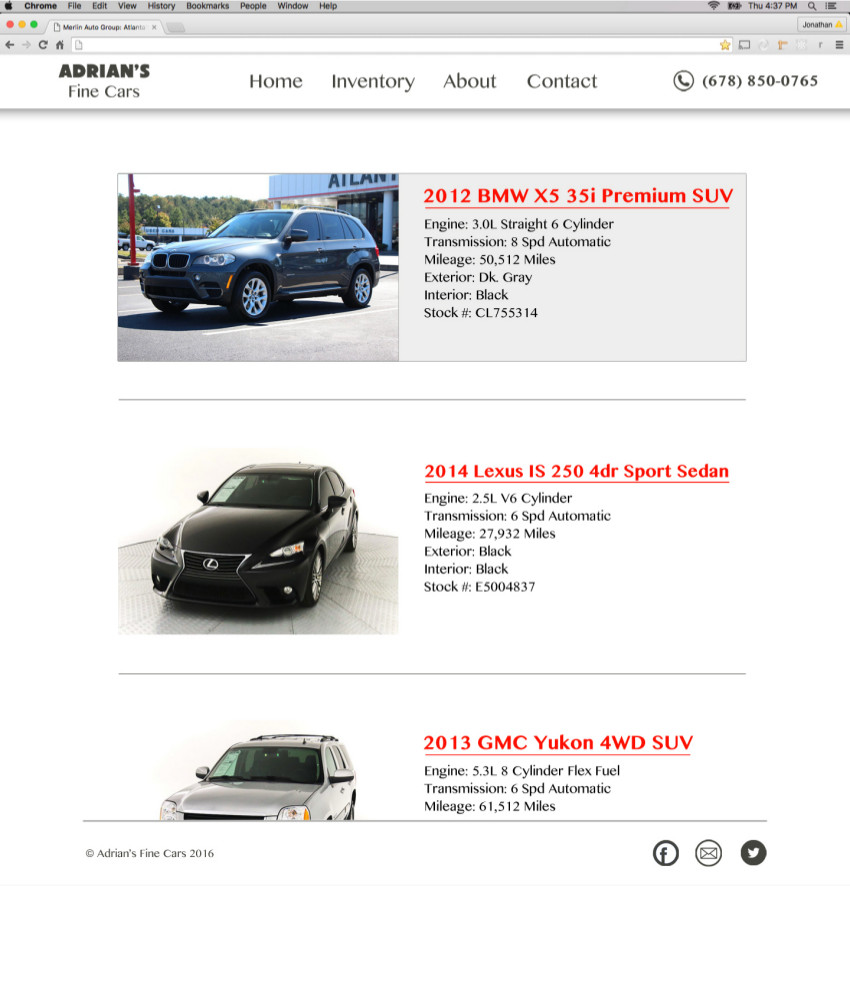 Chrome File Edit View History Bookmarks People Window Help Thu 4:37 PM
Merlin Auto Group: Atlanta Jonathan
ADRIAN'S
Fine Cars
Home Inventory About Contact (678) 850-0765
ATLANT
2012 BMW X5 35i Premium SUV
Engine: 3.0L Straight 6 Cylinder
Transmission: 8 Spd Automatic
Mileage: 50,512 Miles
Exterior: Dk. Gray
Interior: Black
Stock #: CL755314
2014 Lexus IS 250 4dr Sport Sedan
Engine: 2.5L V6 Cylinder
Transmission: 6 Spd Automatic
Mileage: 27,932 Miles
Exterior: Black
Interior: Black
Stock #: E5004837
2013 GMC Yukon 4WD SUV
Engine: 5.3L 8 Cylinder Flex Fuel
Transmission: 6 Spd Automatic
Mileage: 61,512 Miles
© Adrian's Fine Cars 2016